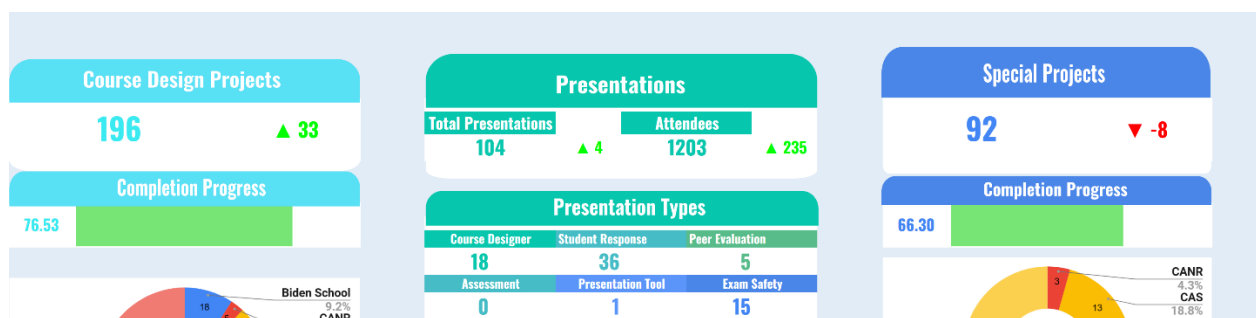 Course Design Projects
196 ▲ 33
Completion Progress
76.53
18
Biden School
9.2%
CANR
Presentations
Total Presentations Attendees
104 ▲ 4 1203 ▲ 235
Presentation Types
Course Designer Student Response Peer Evaluation
18 36 5
Assessment Presentation Tool Exam Safety
0 1 15
Special Projects
92 ▼ -8
Completion Progress
66.30
3
13
CANR
4.3%
CAS
18.8%